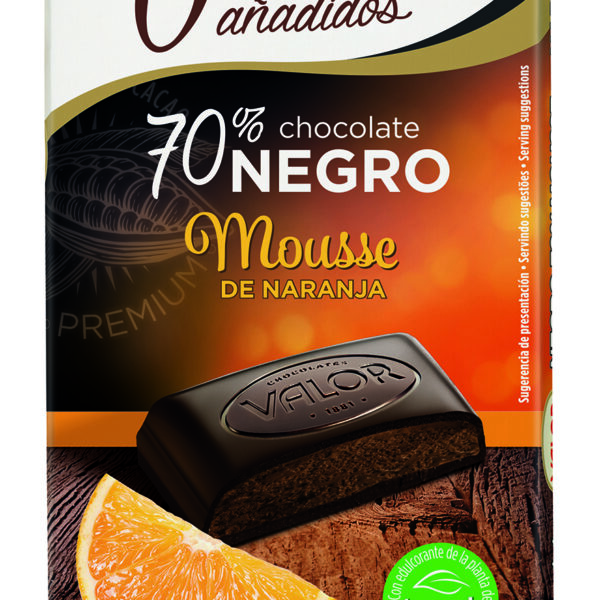 0%
añadidos
CACAO
70% chocolate
NEGRO
Mousse
DE NARANJA
PREMIUM
Sugerencia de presentación • Servindo sugestões • Serving suggestions
CHOCOLATES
VALOR
1881
Con edulcorante de la planta de